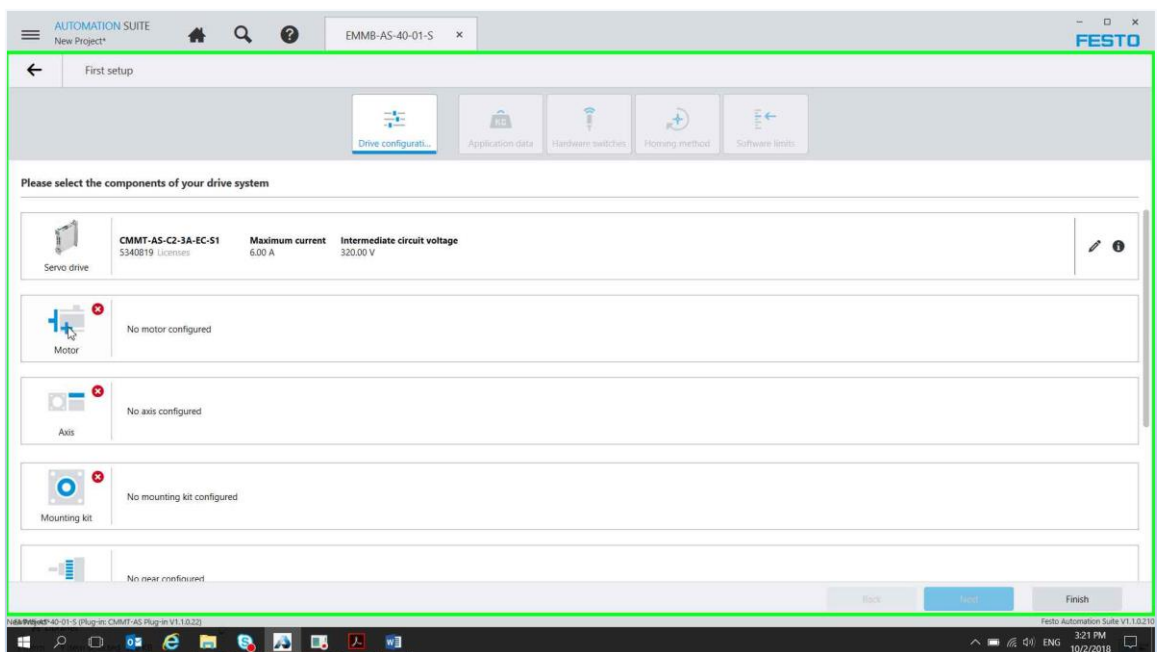 AUTOMATION SUITE
New Project*
EMMB-AS-40-01-S
FESTO
First setup
Drive configurati...
Application data
Hardware switches
Homing method
Software limits
Please select the components of your drive system
CMMT-AS-C2-3A-EC-S1 Maximum current Intermediate circuit voltage
5340819 Licenses 6.00 A 320.00 V
Servo drive
No motor configured
Motor
No axis configured
Axis
No mounting kit configured
Mounting kit
No gear configured
Back
Next
Finish
40-01-S (Plug-in: CMMT-AS Plug-in V1.1.0.22)
Festo Automation Suite V1.1.0.210
ENG
3:21 PM
10/2/2018